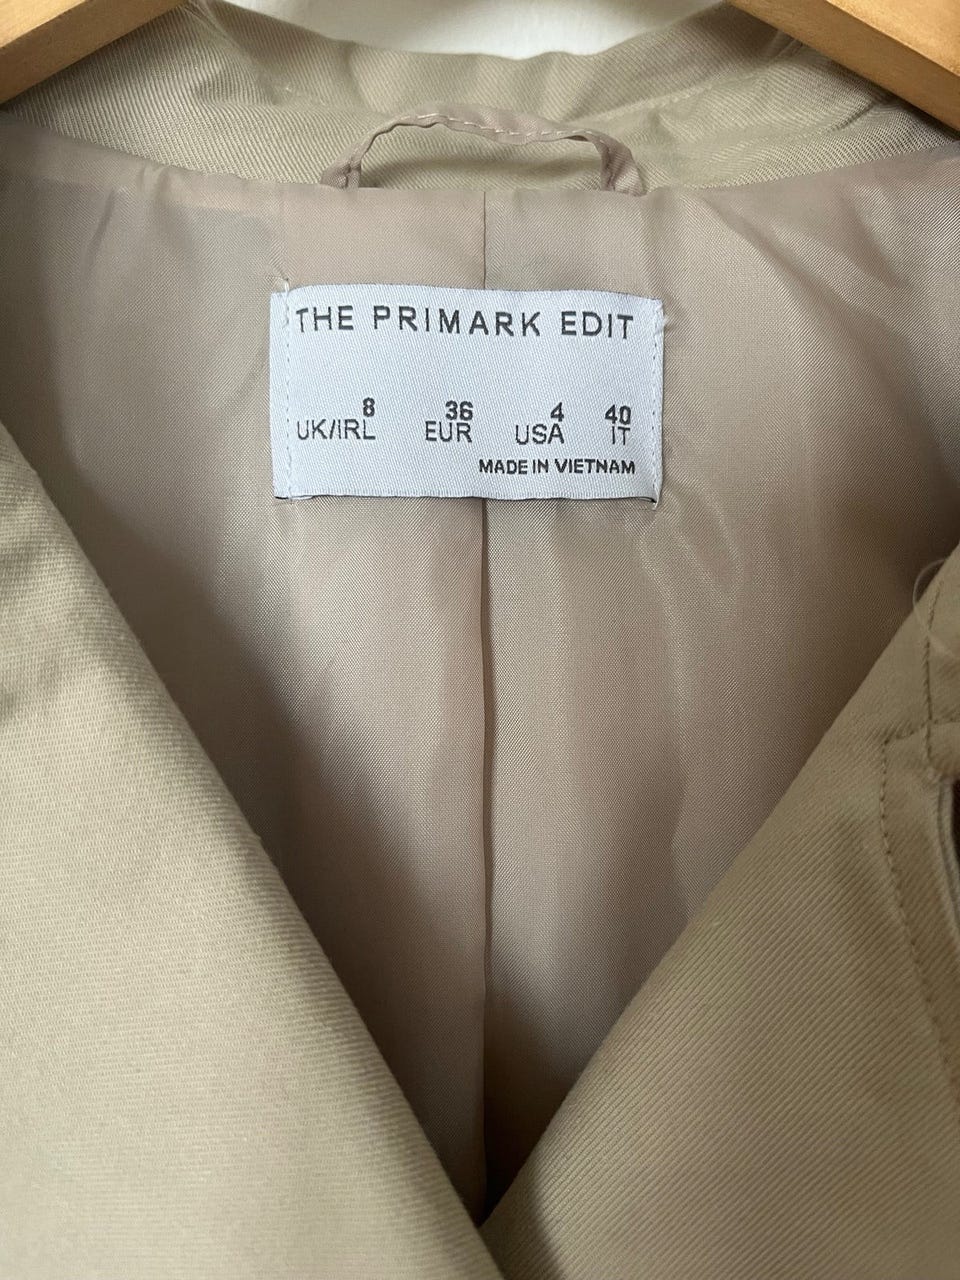 THE PRIMARK EDIT
8 36 4 40
UK/IRL EUR USA IT
MADE IN VIETNAM